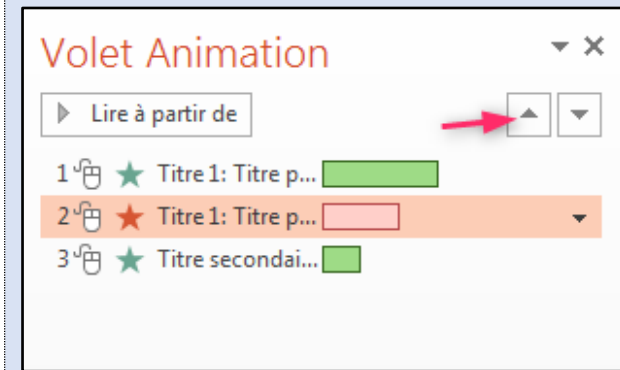 Volet Animation
Lire à partir de
1 Titre 1: Titre p...
2 Titre 1: Titre p...
3 Titre secondai...